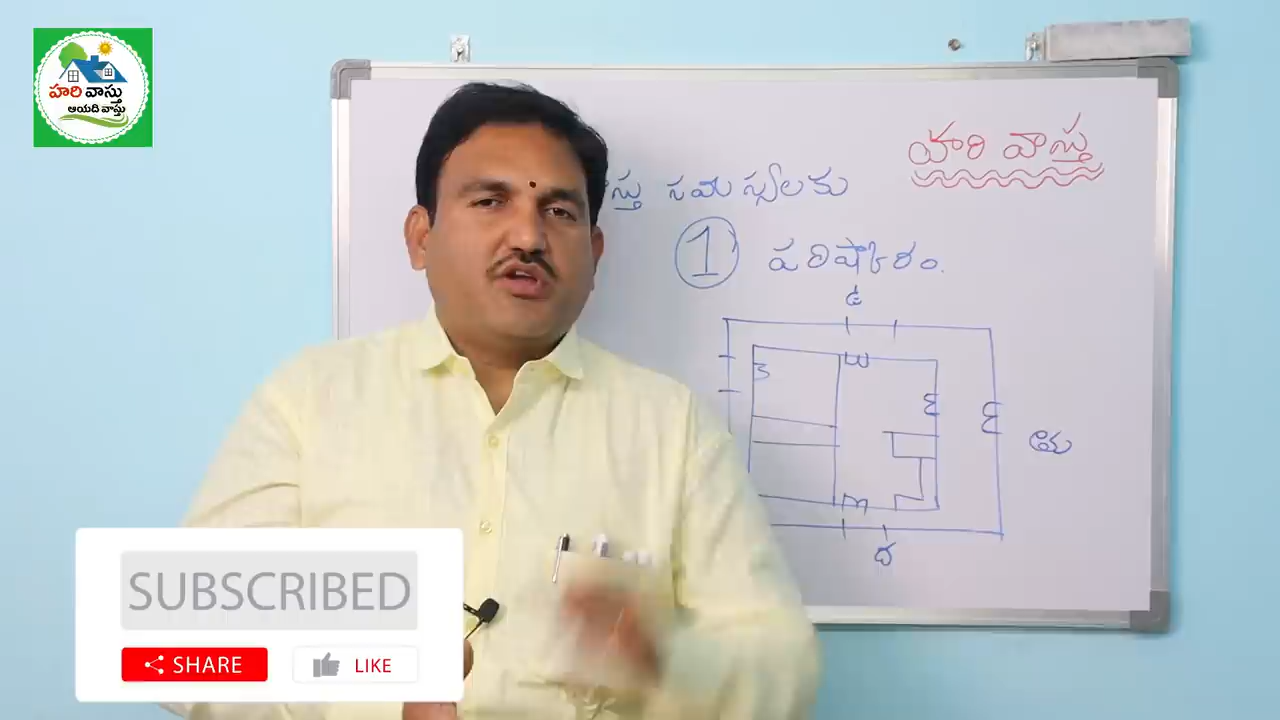 హరి వాస్తు
ఆయది వాస్తు
హరి వాస్తు
సమస్యలకు
1 పరిష్కారం.
ఉ
తూ
ద
SUBSCRIBED
SHARE
LIKE